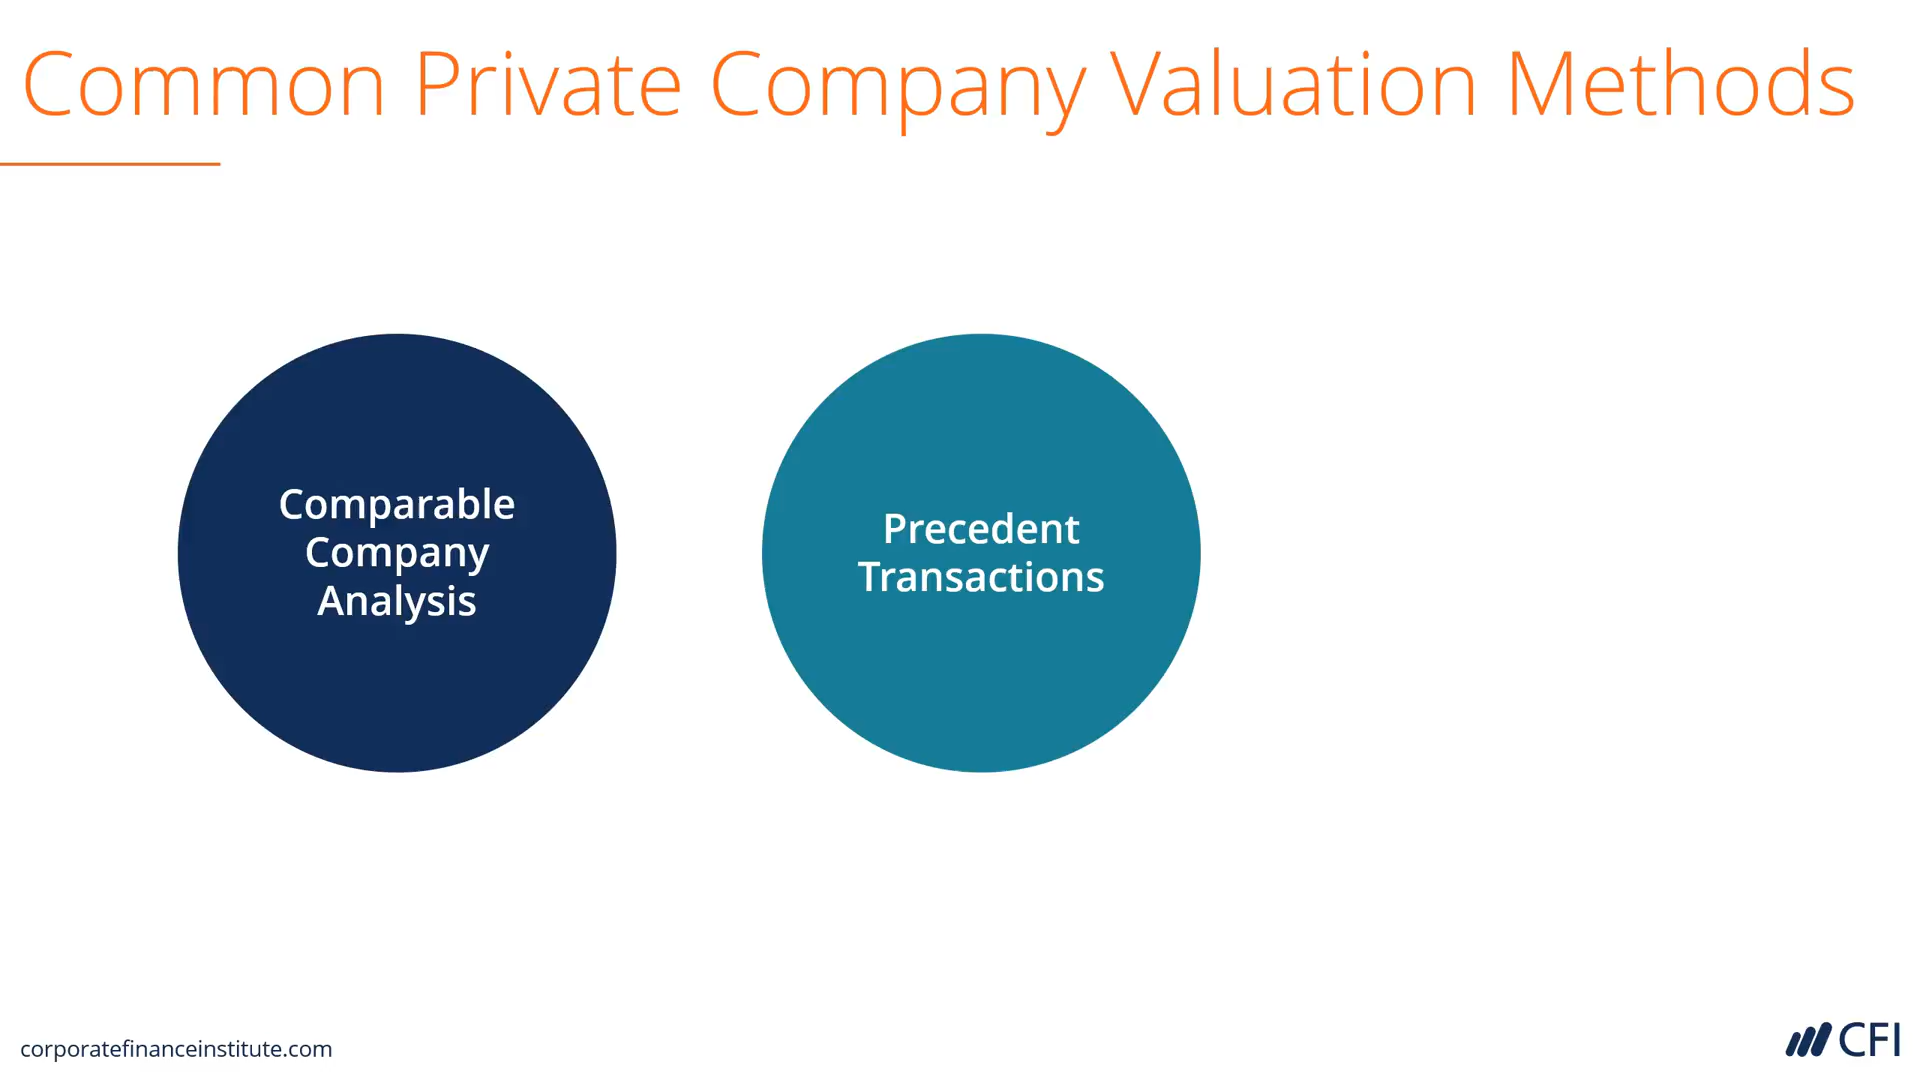 Common Private Company Valuation Methods
Comparable
Company
Analysis
Precedent
Transactions
corporatefinanceinstitute.com
CFI